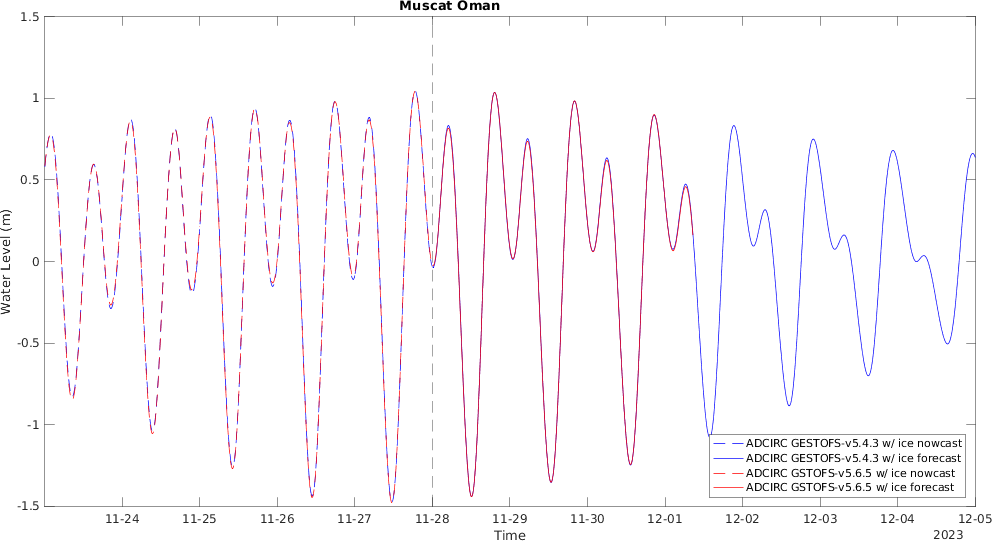 Muscat Oman
1.5
1
0.5
0
-0.5
-1
-1.5
Water Level (m)
11-24 11-25 11-26 11-27 11-28 11-29 11-30 12-01 12-02 12-03 12-04 12-05
Time
2023
ADCIRC GESTOFS-v5.4.3 w/ ice nowcast
ADCIRC GESTOFS-v5.4.3 w/ ice forecast
ADCIRC GSTOFS-v5.6.5 w/ ice nowcast
ADCIRC GSTOFS-v5.6.5 w/ ice forecast